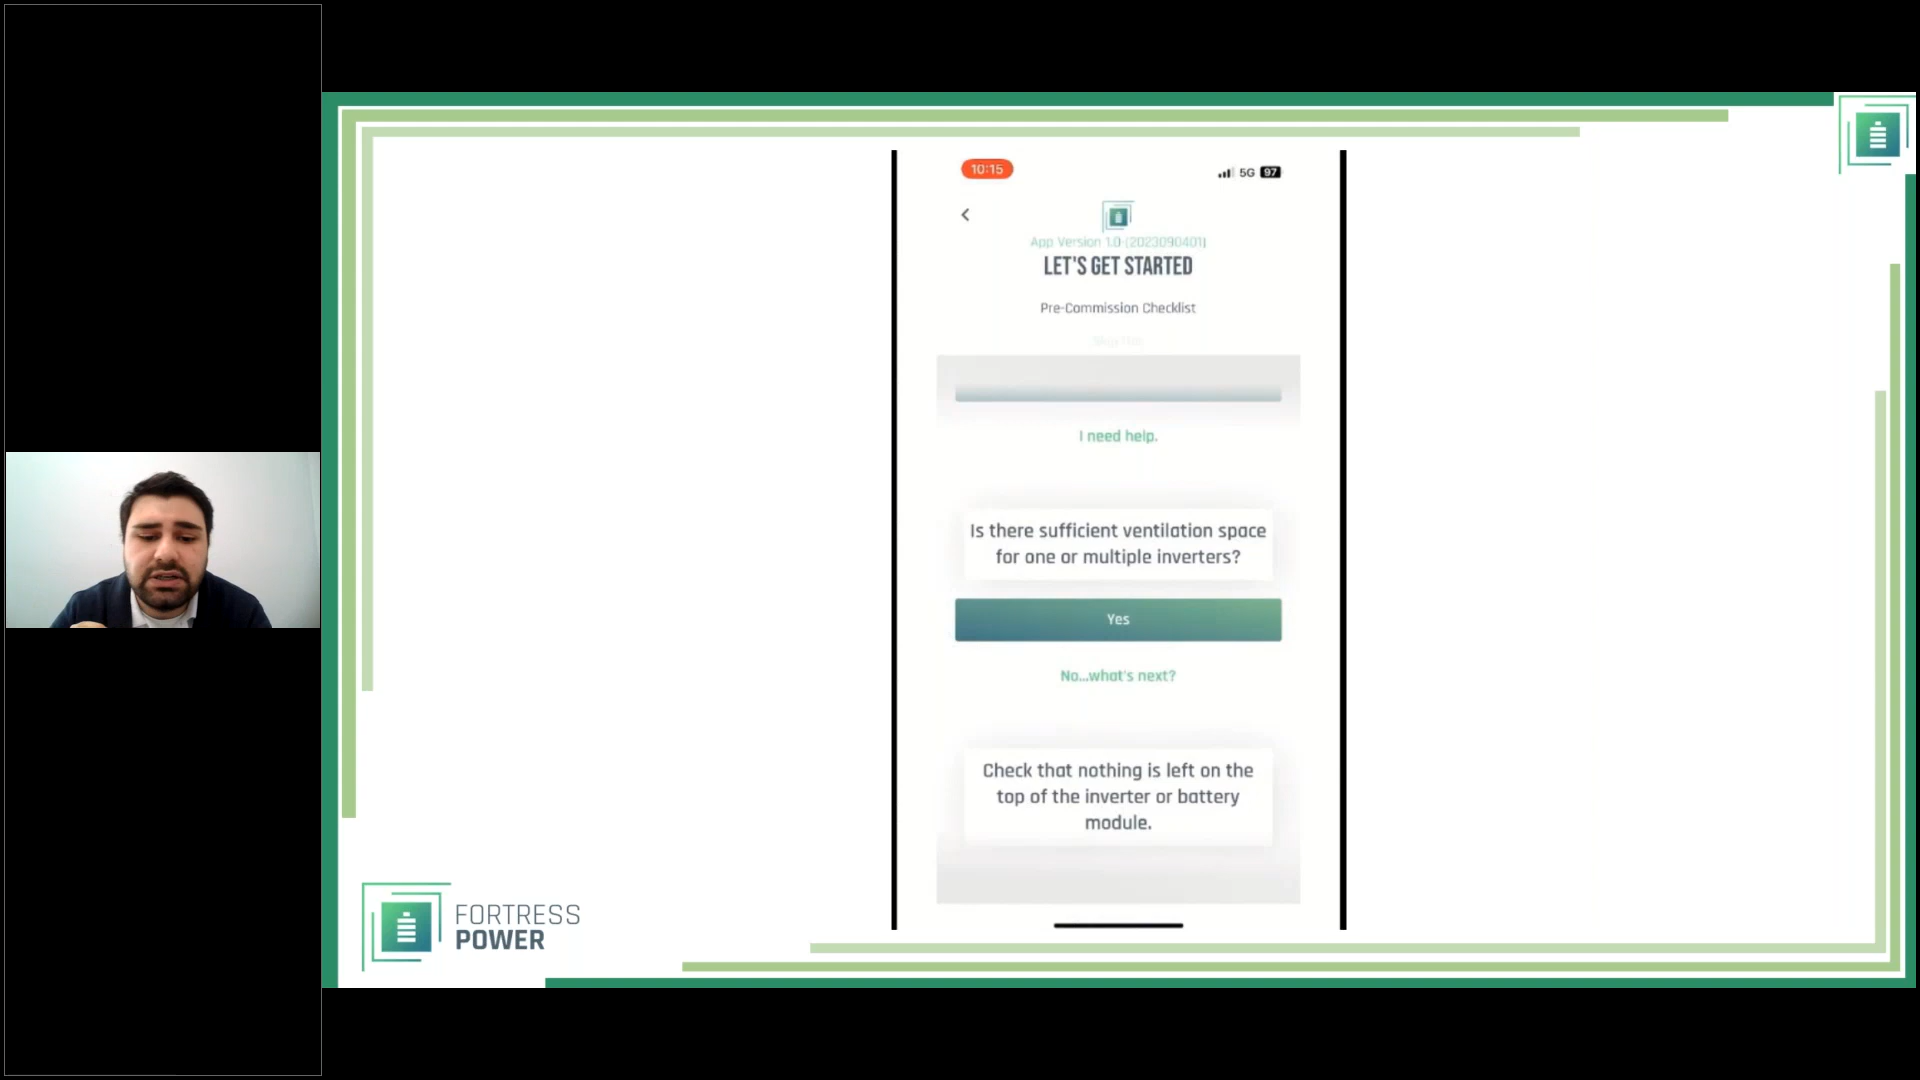 10:15
5G 97
App Version 1.0-(2023090401)
LET'S GET STARTED
Pre-Commission Checklist
Skip This
I need help.
Is there sufficient ventilation space
for one or multiple inverters?
Yes
No...what's next?
Check that nothing is left on the
top of the inverter or battery
module.
FORTRESS
POWER